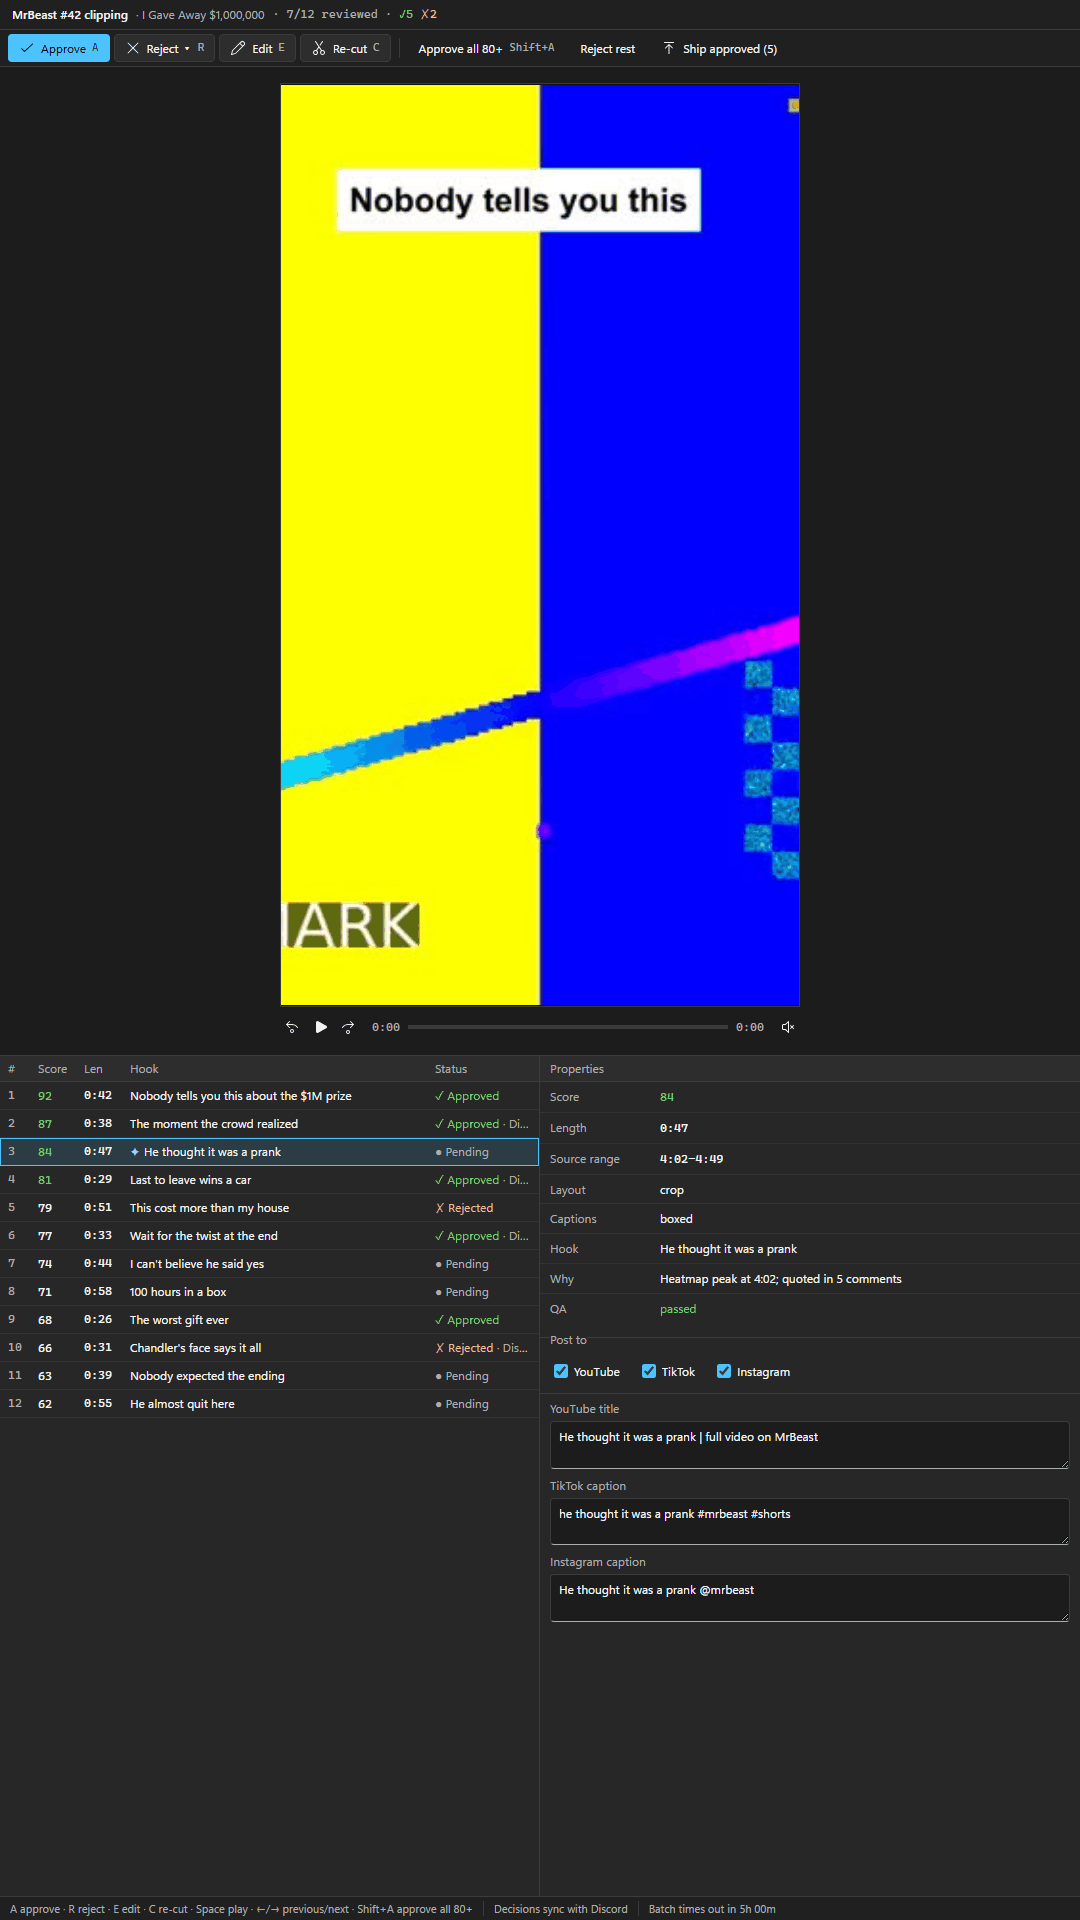 MrBeast #42 clipping · I Gave Away $1,000,000 · 7/12 reviewed · ✓5 ✗2
✓ Approve A ✕ Reject ▾ R Edit E Re-cut C Approve all 80+ Shift+A Reject rest Ship approved (5)
Nobody tells you this
IARK
0:00 0:00
# Score Len Hook Status
1 92 0:42 Nobody tells you this about the $1M prize ✓ Approved
2 87 0:38 The moment the crowd realized ✓ Approved · Di...
3 84 0:47 ✦ He thought it was a prank ● Pending
4 81 0:29 Last to leave wins a car ✓ Approved · Di...
5 79 0:51 This cost more than my house ✗ Rejected
6 77 0:33 Wait for the twist at the end ✓ Approved · Di...
7 74 0:44 I can't believe he said yes ● Pending
8 71 0:58 100 hours in a box ● Pending
9 68 0:26 The worst gift ever ✓ Approved
10 66 0:31 Chandler's face says it all ✗ Rejected · Dis...
11 63 0:39 Nobody expected the ending ● Pending
12 62 0:55 He almost quit here ● Pending
Properties
Score 84
Length 0:47
Source range 4:02–4:49
Layout crop
Captions boxed
Hook He thought it was a prank
Why Heatmap peak at 4:02; quoted in 5 comments
QA passed
Post to
YouTube TikTok Instagram
YouTube title
He thought it was a prank | full video on MrBeast
TikTok caption
he thought it was a prank #mrbeast #shorts
Instagram caption
He thought it was a prank @mrbeast
A approve · R reject · E edit · C re-cut · Space play · ←/→ previous/next · Shift+A approve all 80+ Decisions sync with Discord Batch times out in 5h 00m